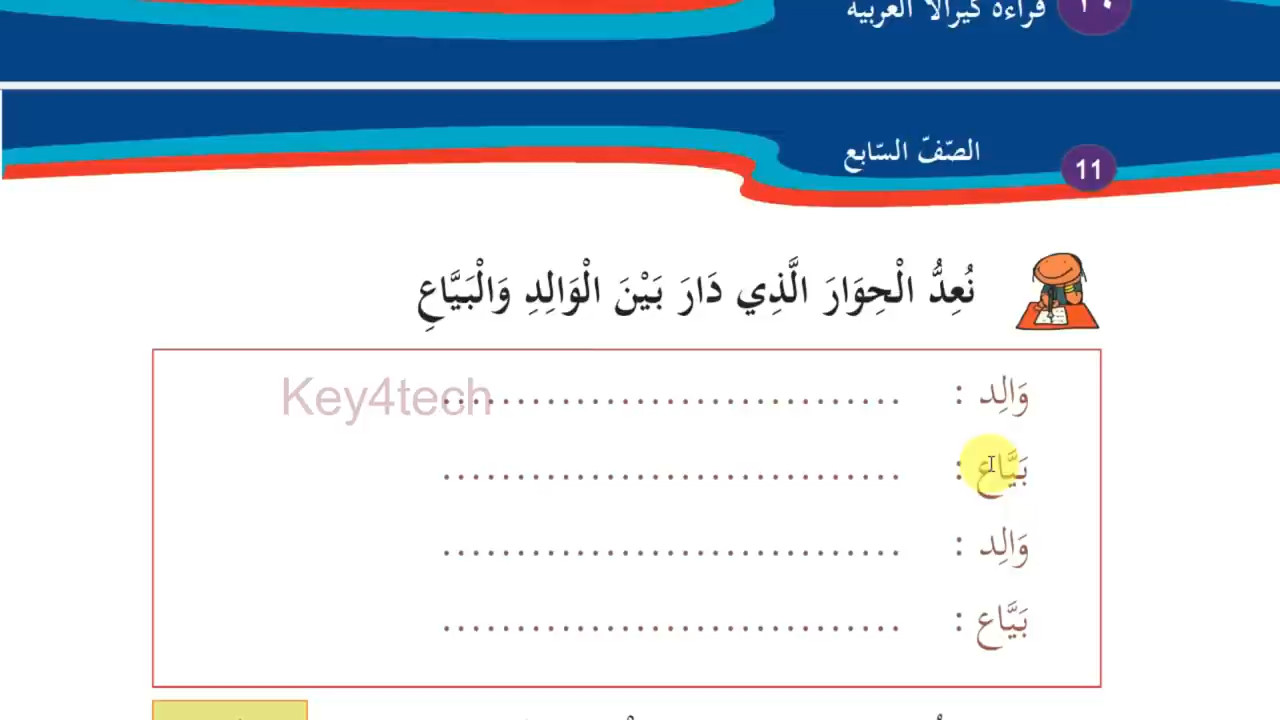 قراءة كيرالا العربية ٢٠
الصّفّ السّابع 11
نُعِدُّ الْحِوَارَ الَّذِي دَارَ بَيْنَ الْوَالِدِ وَالْبَيَّاعِ
وَالِد : ................................
Key4tech
بَيَّاع : ................................
وَالِد : ................................
بَيَّاع : ................................